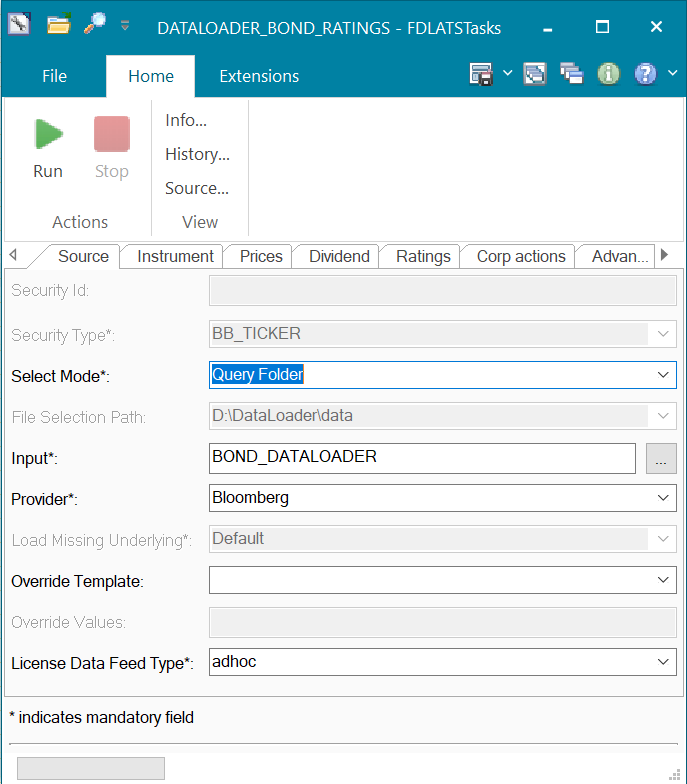 DATALOADER_BOND_RATINGS - FDLATSTasks
File Home Extensions
Run Stop
Info...
History...
Source...
Actions View
Source Instrument Prices Dividend Ratings Corp actions Advan...
Security Id:
Security Type*: BB_TICKER
Select Mode*: Query Folder
File Selection Path: D:\DataLoader\data
Input*: BOND_DATALOADER ...
Provider*: Bloomberg
Load Missing Underlying*: Default
Override Template:
Override Values:
License Data Feed Type*: adhoc
* indicates mandatory field